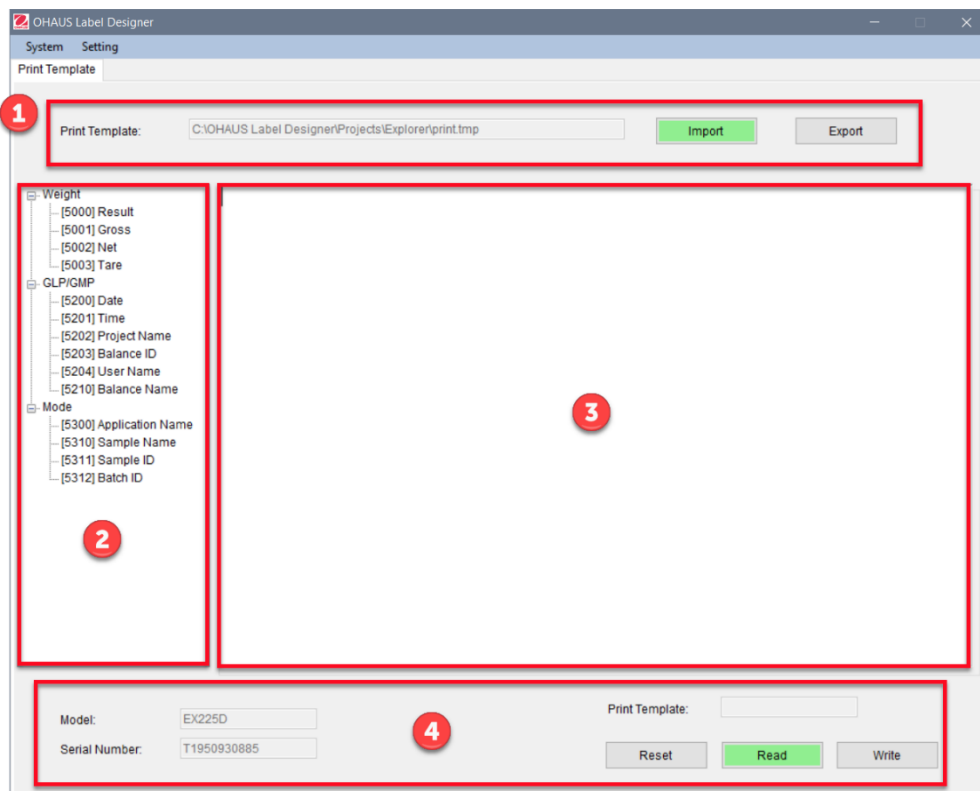 OHAUS Label Designer
System Setting
Print Template
1
Print Template: C:\OHAUS Label Designer\Projects\Explorer\print.tmp Import Export
Weight
[5000] Result
[5001] Gross
[5002] Net
[5003] Tare
GLP/GMP
[5200] Date
[5201] Time
[5202] Project Name
[5203] Balance ID
[5204] User Name
[5210] Balance Name
Mode
[5300] Application Name
[5310] Sample Name
[5311] Sample ID
[5312] Batch ID
2
3
Model: EX225D
Serial Number: T1950930885
4
Print Template:
Reset Read Write